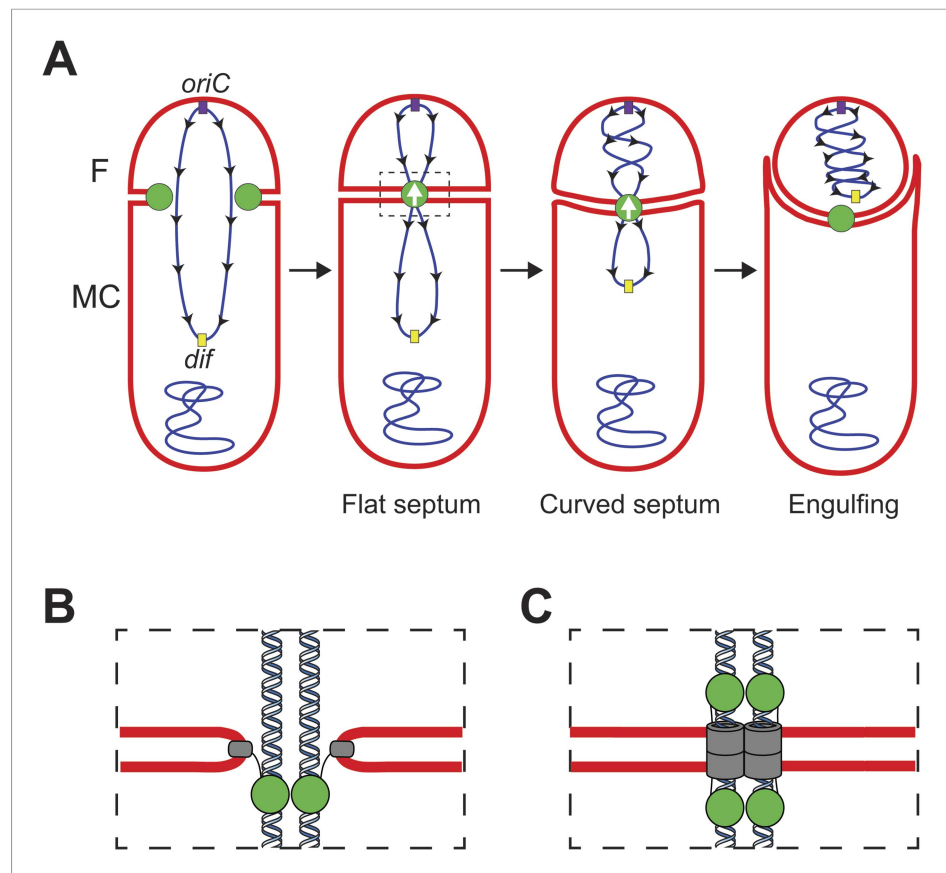 A
oriC
F
MC
dif
Flat septum
Curved septum
Engulfing
B
C